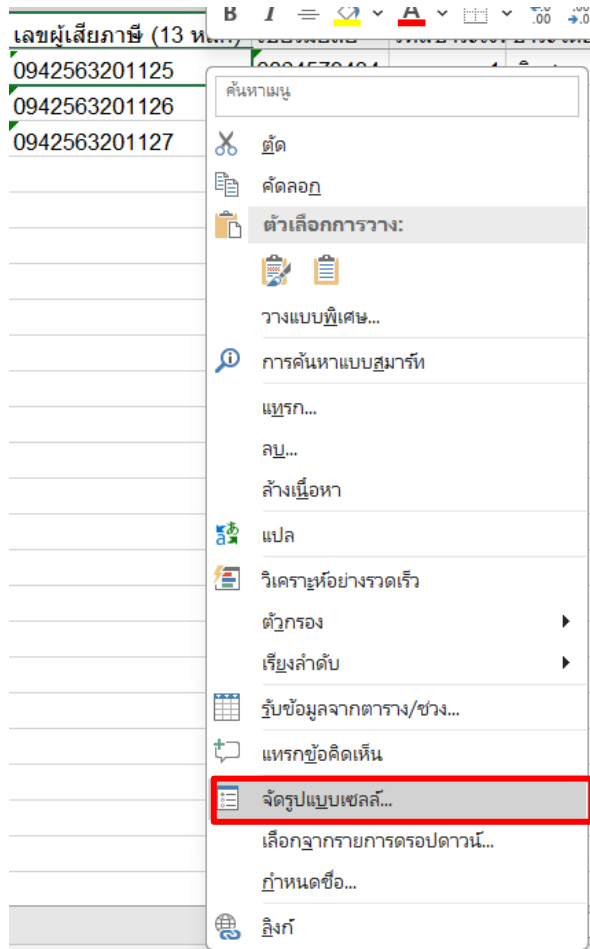 B I A .00 .00
เลขผู้เสียภาษี (13 หลัก)
0942563201125
0942563201126
0942563201127
ค้นหาเมนู
ตัด
คัดลอก
ตัวเลือกการวาง:
วางแบบพิเศษ...
การค้นหาแบบสมาร์ท
แทรก...
ลบ...
ล้างเนื้อหา
แปล
วิเคราะห์อย่างรวดเร็ว
ตัวกรอง
เรียงลำดับ
รับข้อมูลจากตาราง/ช่วง...
แทรกข้อคิดเห็น
จัดรูปแบบเซลล์...
เลือกจากรายการดรอปดาวน์...
กำหนดชื่อ...
ลิงก์